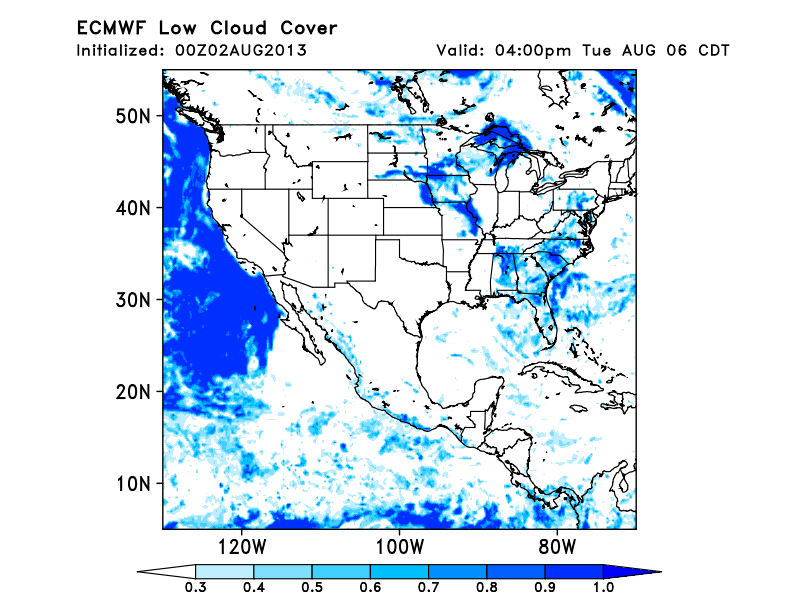 ECMWF Low Cloud Cover
Initialized: 00Z02AUG2013 Valid: 04:00pm Tue AUG 06 CDT
50N
40N
30N
20N
10N
120W 100W 80W
0.3 0.4 0.5 0.6 0.7 0.8 0.9 1.0